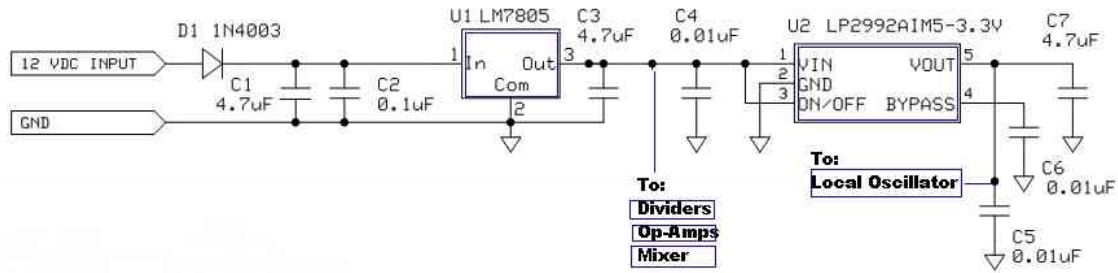 D1 1N4003
U1 LM7805
C3
4.7uF
C4
0.01uF
U2 LP2992AIM5-3.3V
C7
4.7uF
12 VDC INPUT
C1
4.7uF
C2
0.1uF
1
In
Out
3
Com
2
1
VIN
VOUT
5
2
GND
3
ON/OFF
BYPASS
4
GND
To:
Dividers
Op-Amps
Mixer
To:
Local Oscillator
C6
0.01uF
C5
0.01uF